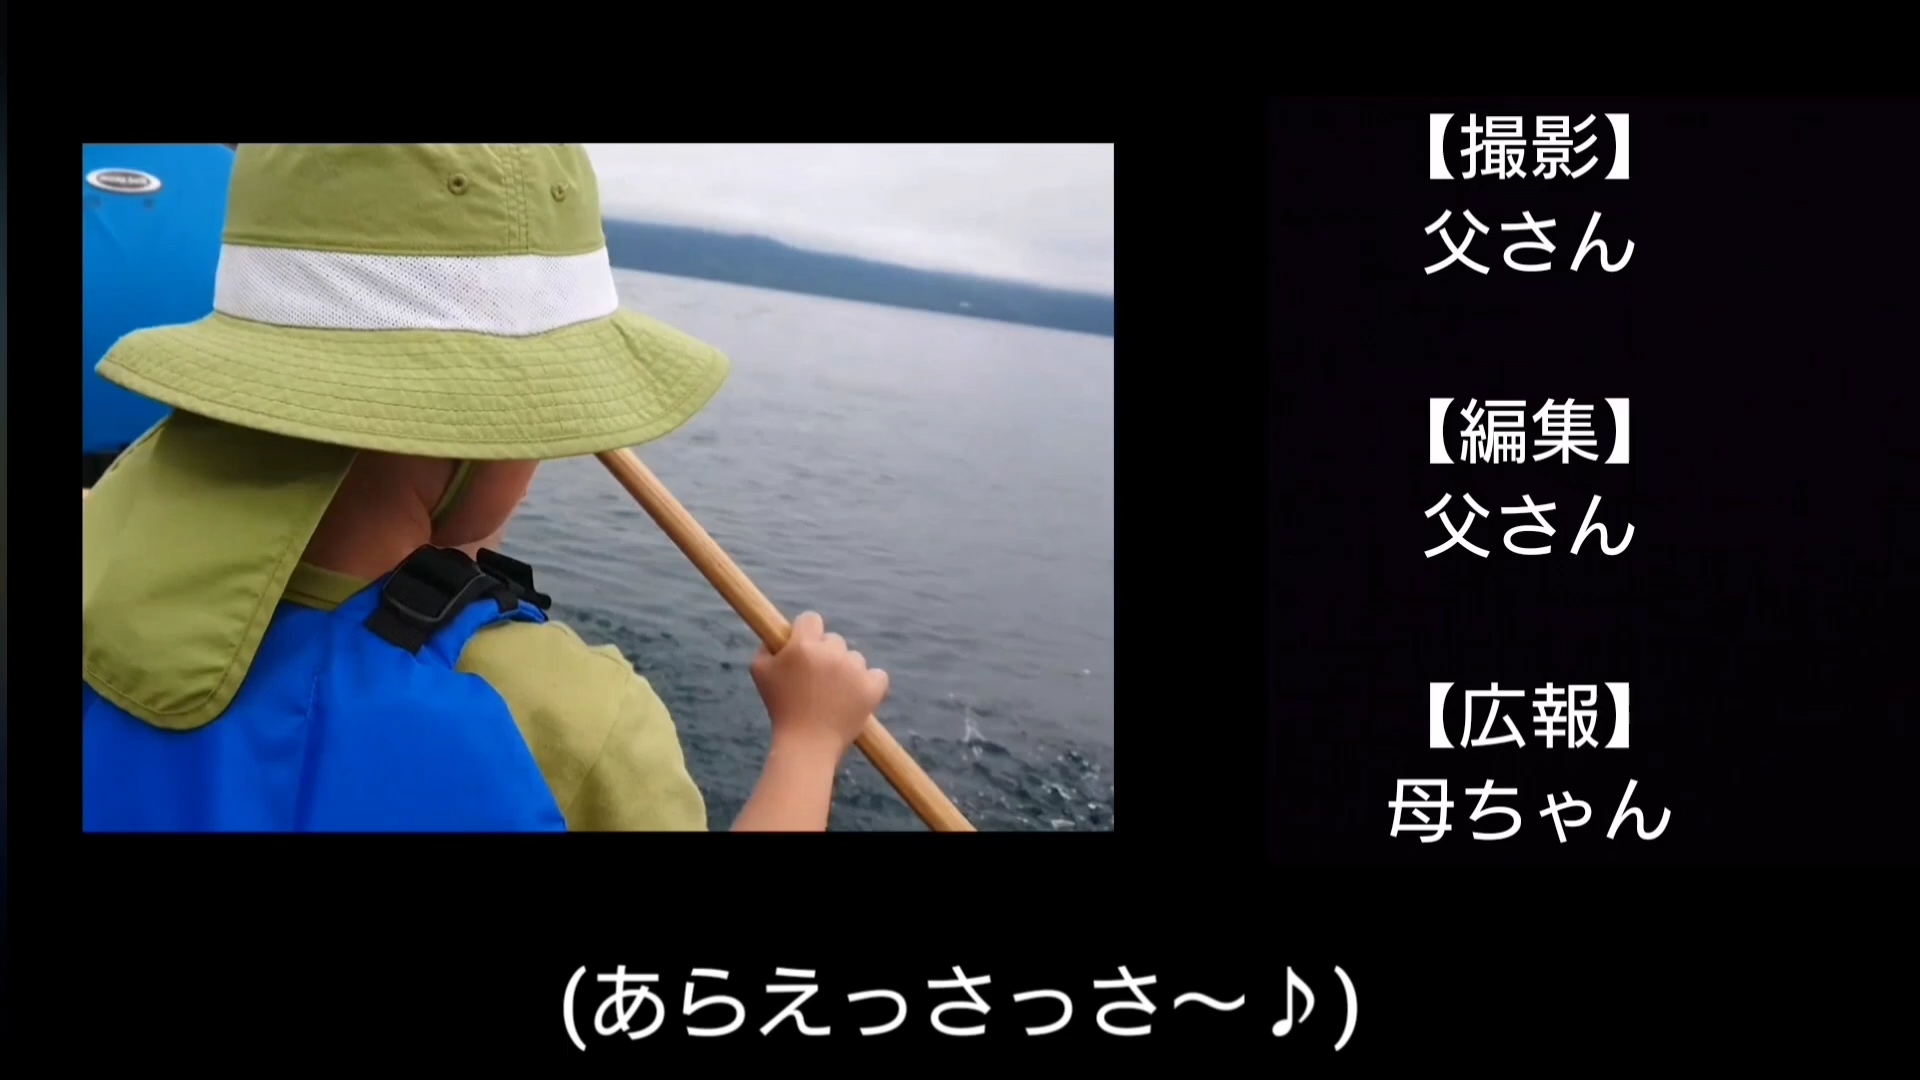 【撮影】
父さん
【編集】
父さん
【広報】
母ちゃん
(あらえっさっさ～♪)